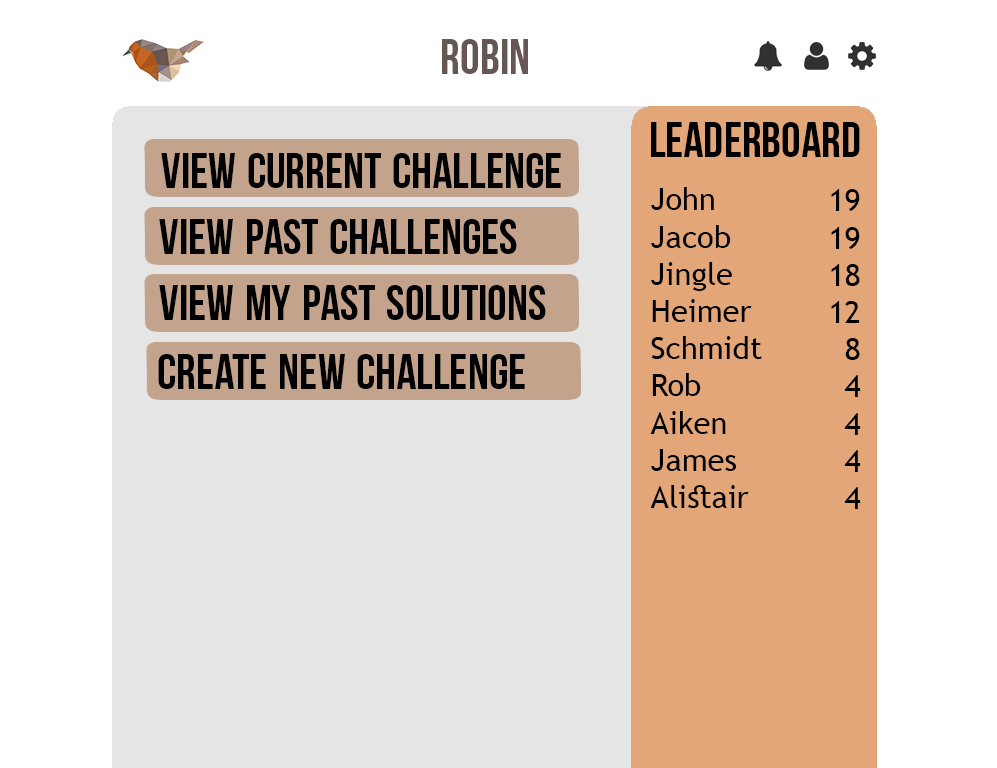 ROBIN
VIEW CURRENT CHALLENGE
VIEW PAST CHALLENGES
VIEW MY PAST SOLUTIONS
CREATE NEW CHALLENGE
LEADERBOARD
John 19
Jacob 19
Jingle 18
Heimer 12
Schmidt 8
Rob 4
Aiken 4
James 4
Alistair 4